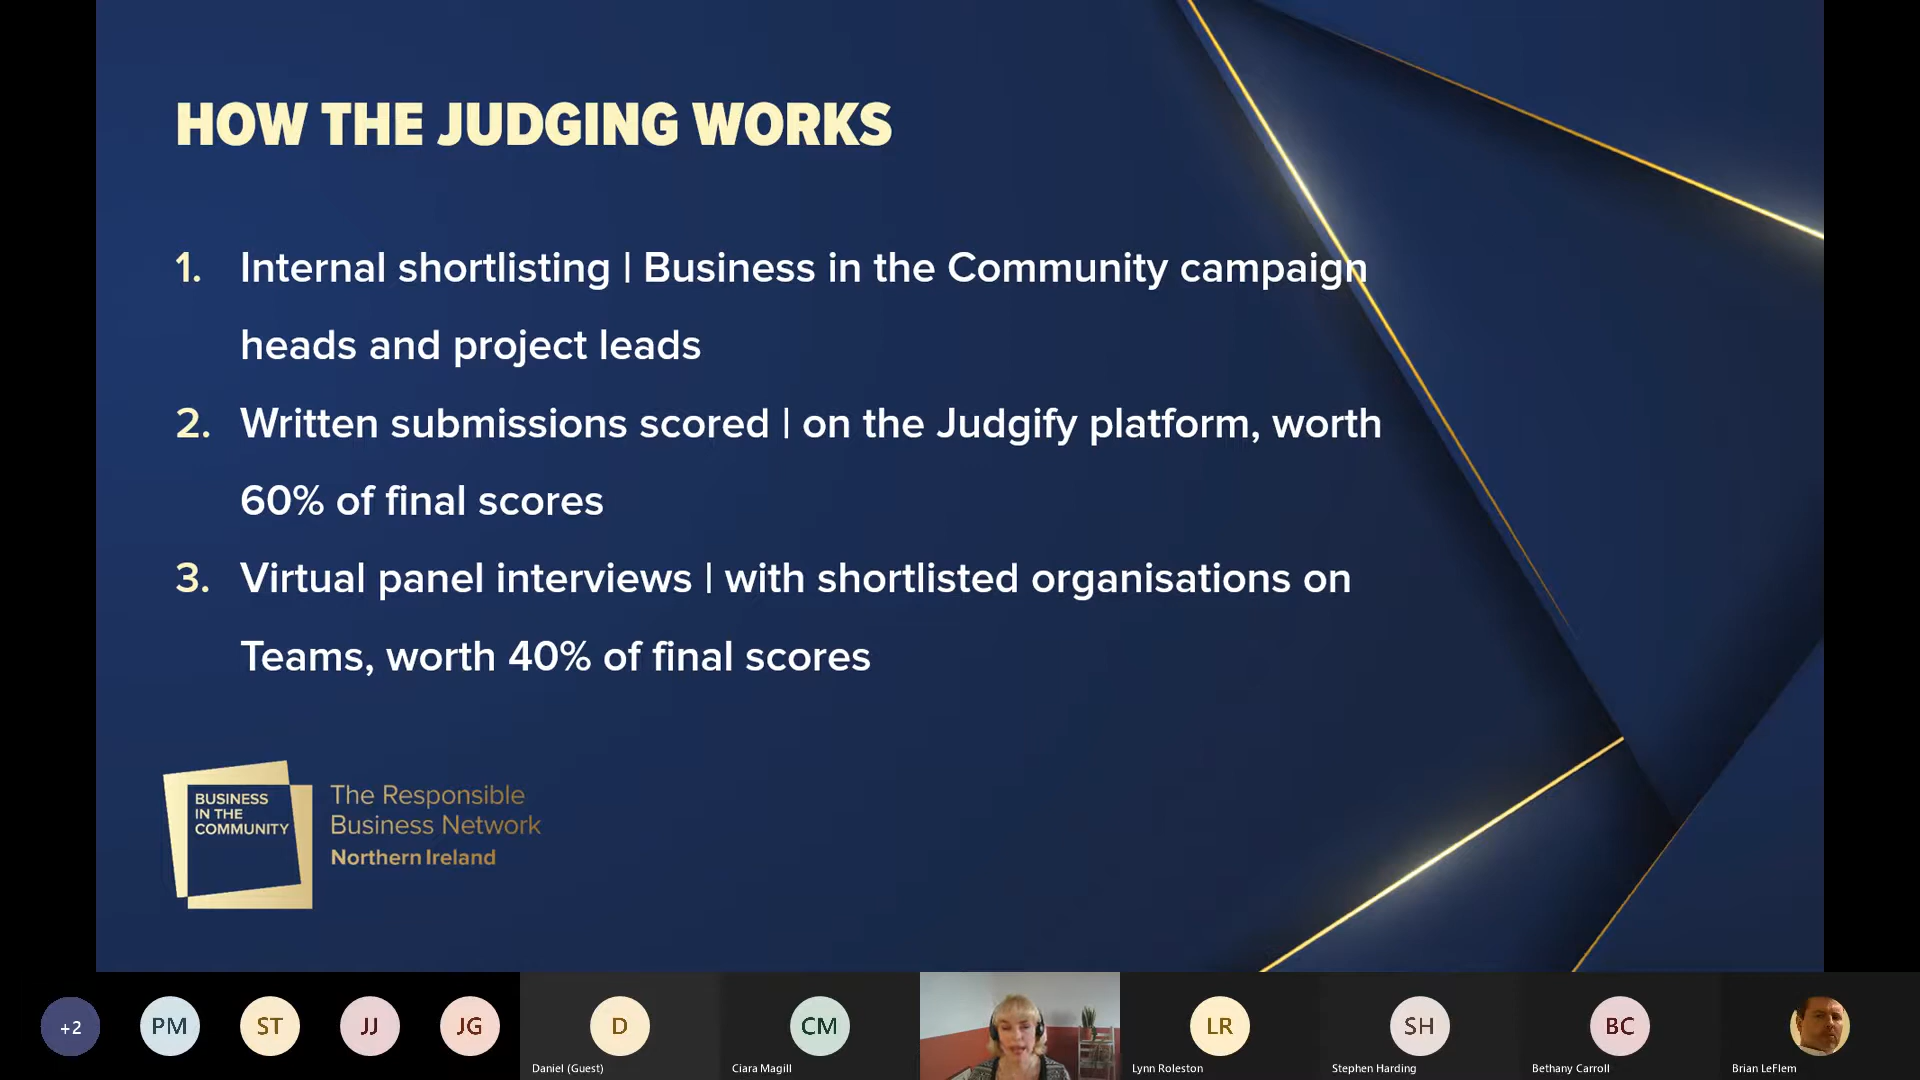 HOW THE JUDGING WORKS
1. Internal shortlisting | Business in the Community campaign
heads and project leads
2. Written submissions scored | on the Judgify platform, worth
60% of final scores
3. Virtual panel interviews | with shortlisted organisations on
Teams, worth 40% of final scores
BUSINESS
IN THE
COMMUNITY
The Responsible
Business Network
Northern Ireland
+2
PM
ST
JJ
JG
D
Daniel (Guest)
CM
Ciara Magill
LR
Lynn Roleston
SH
Stephen Harding
BC
Bethany Carroll
Brian LeFlem